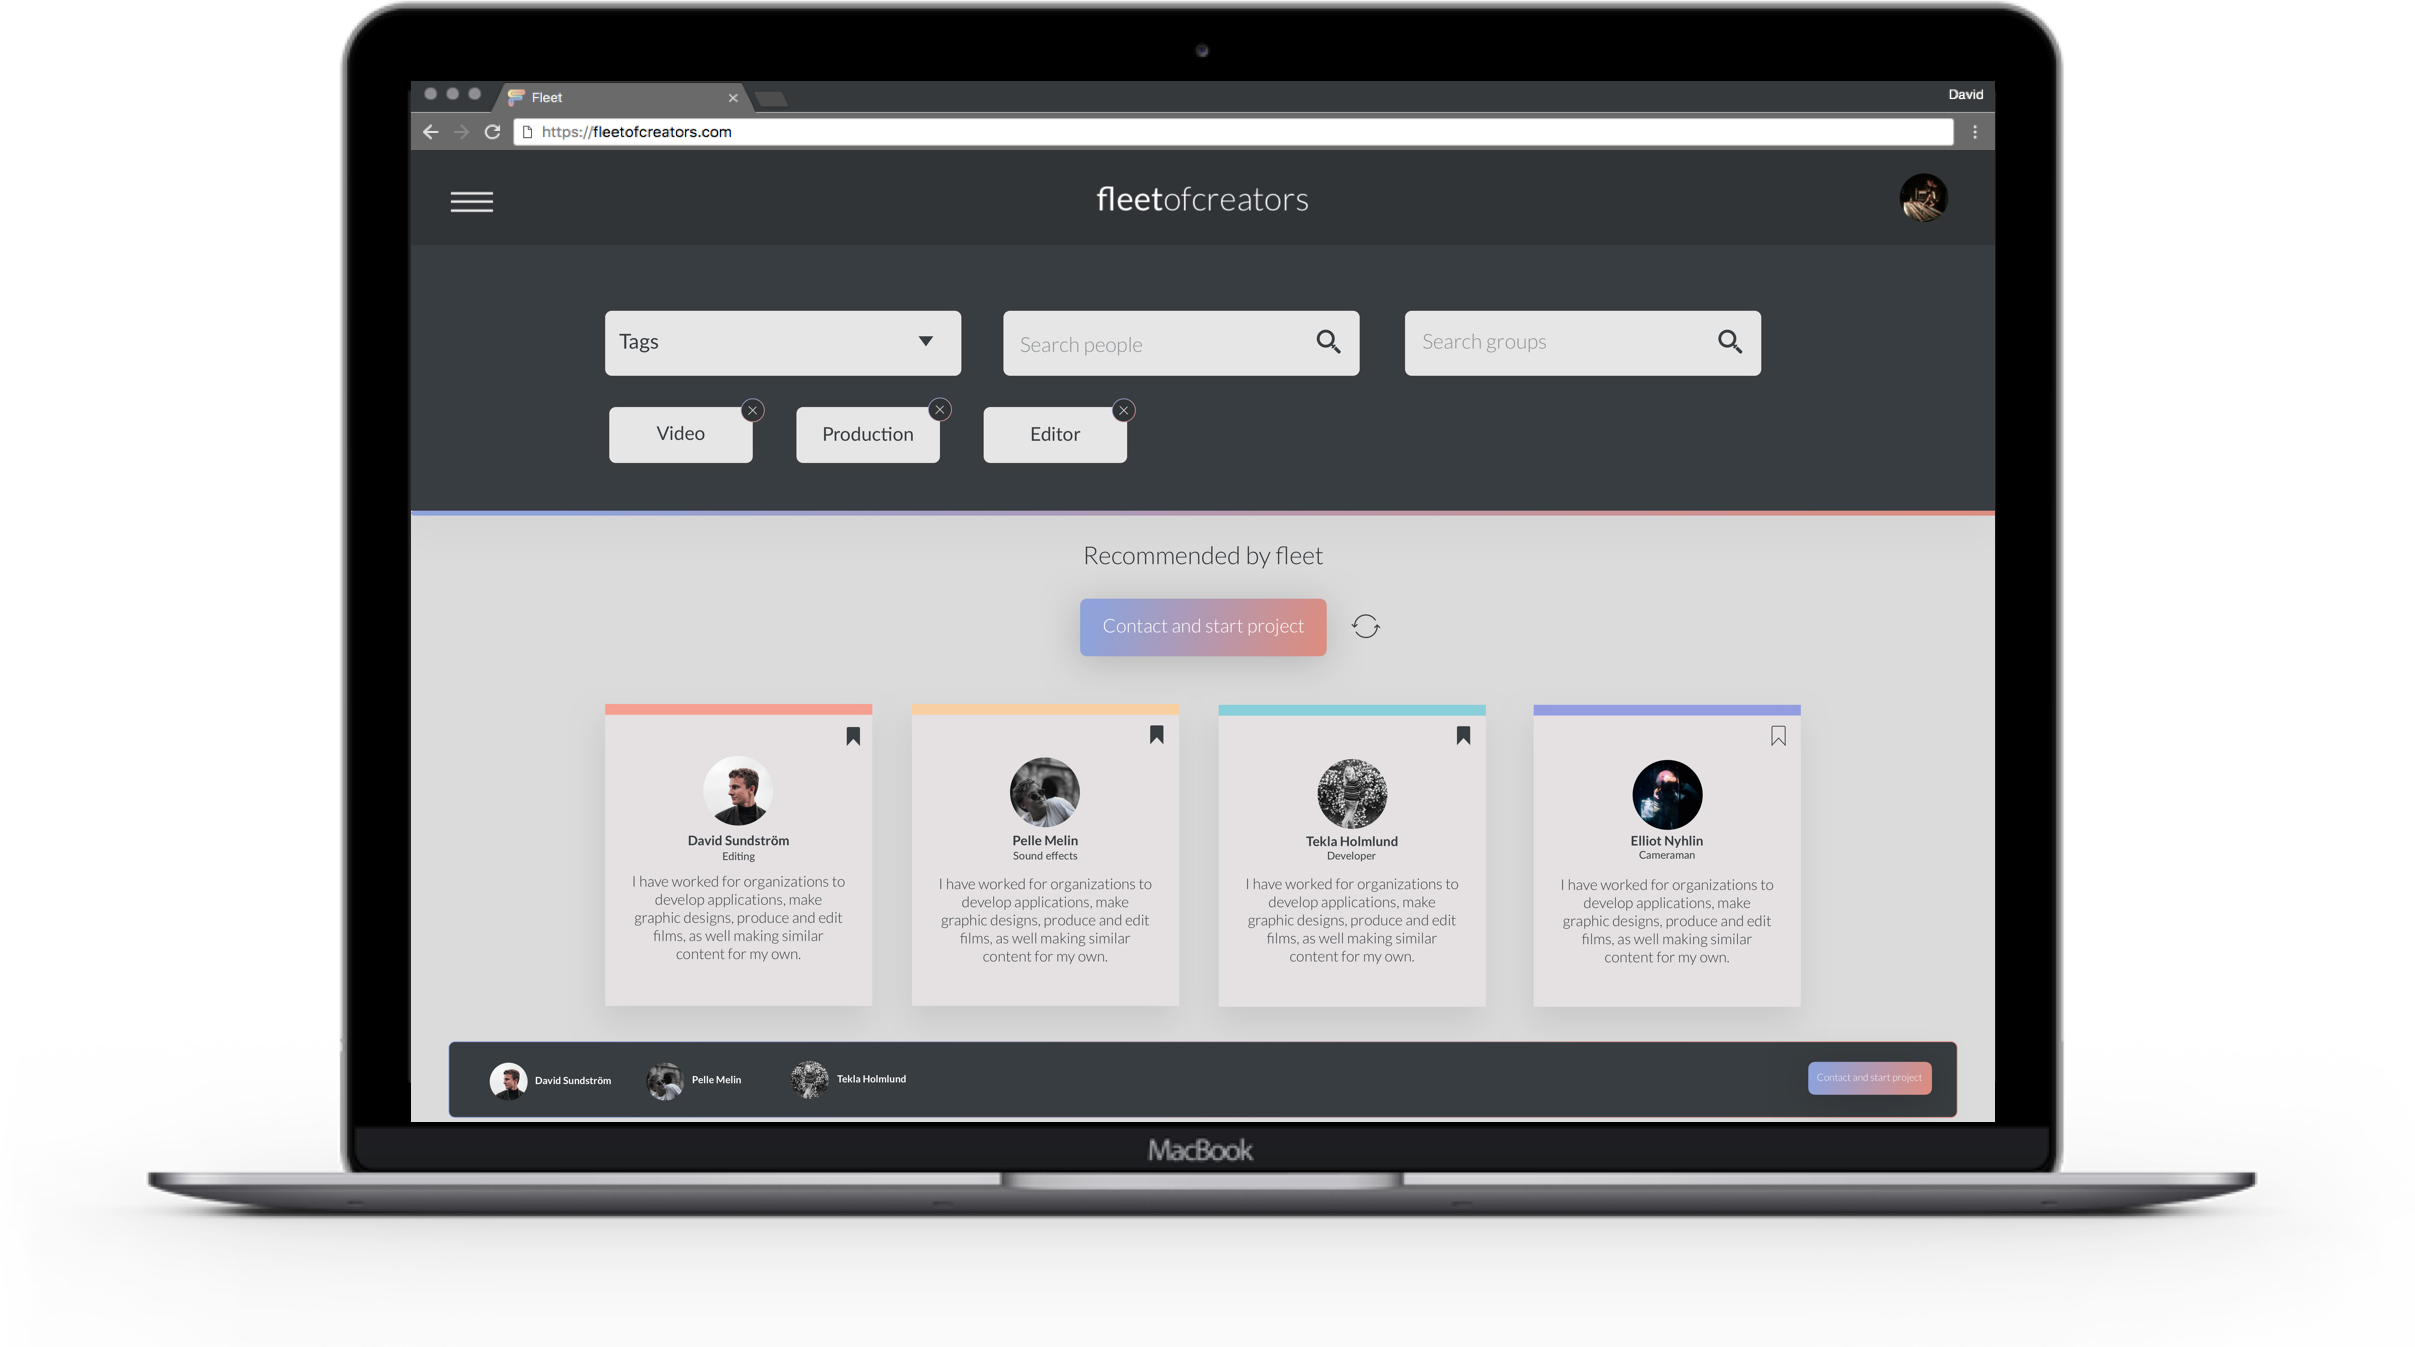 Fleet
David
https://fleetofcreators.com
fleetofcreators
Tags
Search people
Search groups
Video
Production
Editor
Recommended by fleet
Contact and start project
David Sundström
Editing
I have worked for organizations to
develop applications, make
graphic designs, produce and edit
films, as well making similar
content for my own.
Pelle Melin
Sound effects
I have worked for organizations to
develop applications, make
graphic designs, produce and edit
films, as well making similar
content for my own.
Tekla Holmlund
Developer
I have worked for organizations to
develop applications, make
graphic designs, produce and edit
films, as well making similar
content for my own.
Elliot Nyhlin
Cameraman
I have worked for organizations to
develop applications, make
graphic designs, produce and edit
films, as well making similar
content for my own.
David Sundström
Pelle Melin
Tekla Holmlund
Contact and start project
MacBook